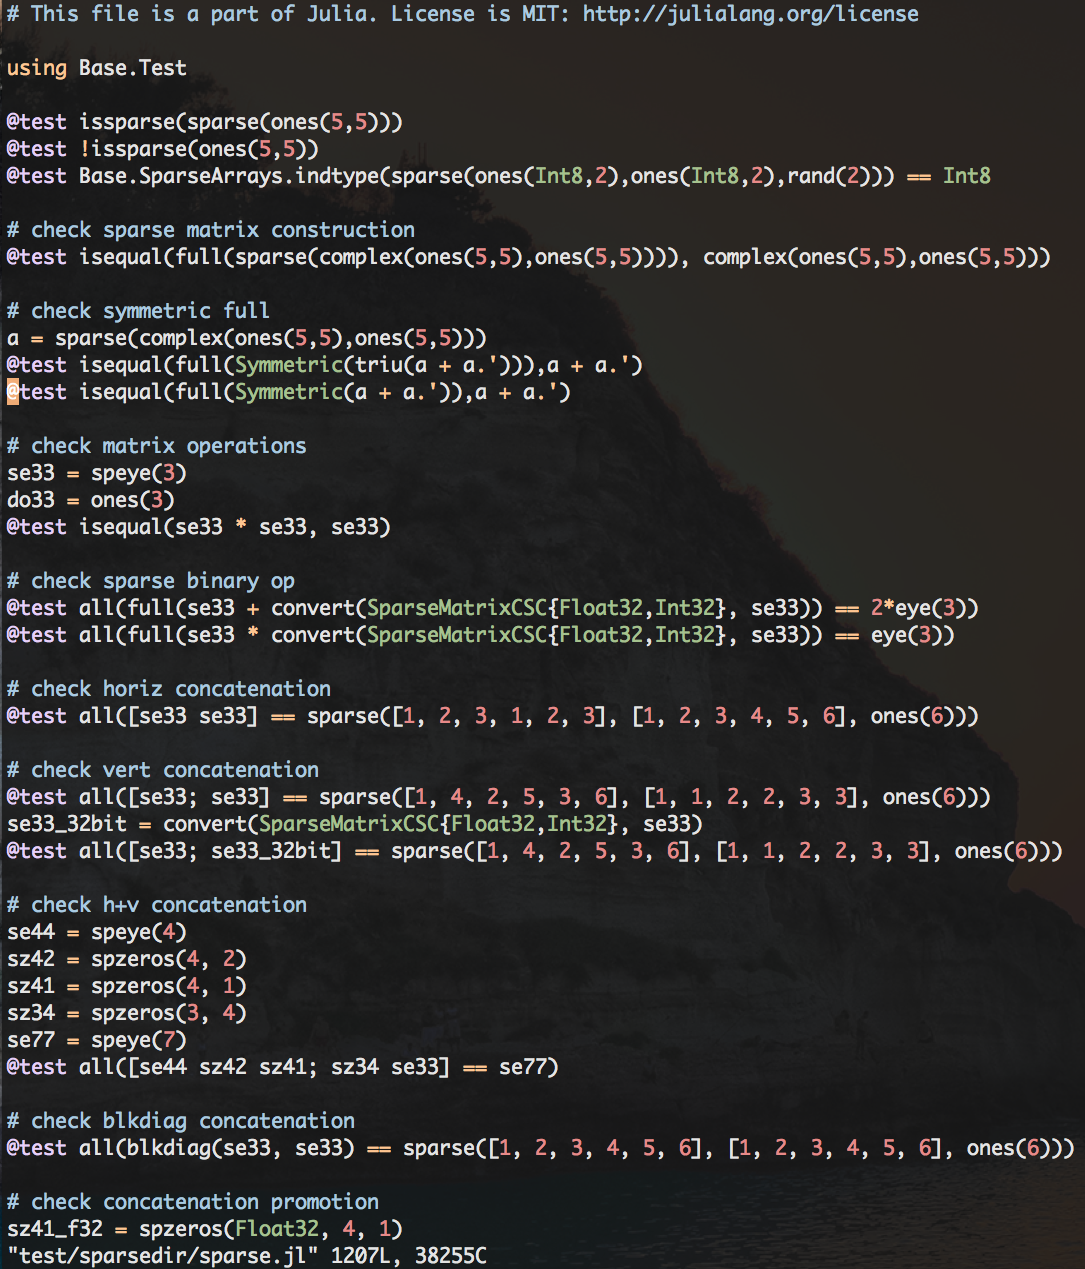 # This file is a part of Julia. License is MIT: http://julialang.org/license
using Base.Test
@test issparse(sparse(ones(5,5)))
@test !issparse(ones(5,5))
@test Base.SparseArrays.indtype(sparse(ones(Int8,2),ones(Int8,2),rand(2))) == Int8
# check sparse matrix construction
@test isequal(full(sparse(complex(ones(5,5),ones(5,5)))), complex(ones(5,5),ones(5,5)))
# check symmetric full
a = sparse(complex(ones(5,5),ones(5,5)))
@test isequal(full(Symmetric(triu(a + a.'))),a + a.')
@test isequal(full(Symmetric(a + a.')),a + a.')
# check matrix operations
se33 = speye(3)
do33 = ones(3)
@test isequal(se33 * se33, se33)
# check sparse binary op
@test all(full(se33 + convert(SparseMatrixCSC{Float32,Int32}, se33)) == 2*eye(3))
@test all(full(se33 * convert(SparseMatrixCSC{Float32,Int32}, se33)) == eye(3))
# check horiz concatenation
@test all([se33 se33] == sparse([1, 2, 3, 1, 2, 3], [1, 2, 3, 4, 5, 6], ones(6)))
# check vert concatenation
@test all([se33; se33] == sparse([1, 4, 2, 5, 3, 6], [1, 1, 2, 2, 3, 3], ones(6)))
se33_32bit = convert(SparseMatrixCSC{Float32,Int32}, se33)
@test all([se33; se33_32bit] == sparse([1, 4, 2, 5, 3, 6], [1, 1, 2, 2, 3, 3], ones(6)))
# check h+v concatenation
se44 = speye(4)
sz42 = spzeros(4, 2)
sz41 = spzeros(4, 1)
sz34 = spzeros(3, 4)
se77 = speye(7)
@test all([se44 sz42 sz41; sz34 se33] == se77)
# check blkdiag concatenation
@test all(blkdiag(se33, se33) == sparse([1, 2, 3, 4, 5, 6], [1, 2, 3, 4, 5, 6], ones(6)))
# check concatenation promotion
sz41_f32 = spzeros(Float32, 4, 1)
"test/sparsedir/sparse.jl" 1207L, 38255C